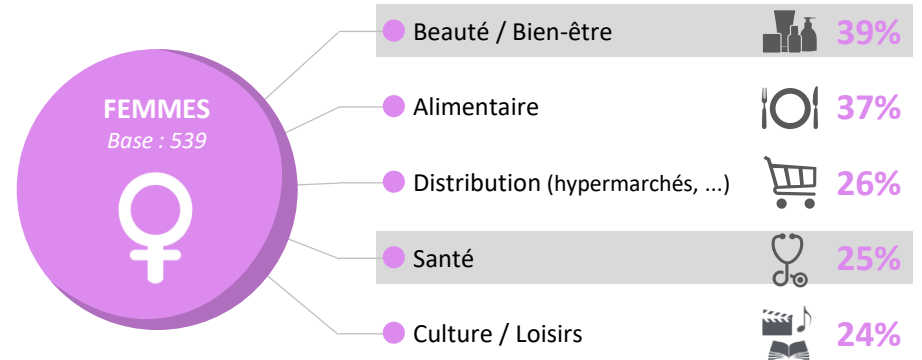 FEMMES
Base : 539
Beauté / Bien-être 39%
Alimentaire 37%
Distribution (hypermarchés, ...) 26%
Santé 25%
Culture / Loisirs 24%